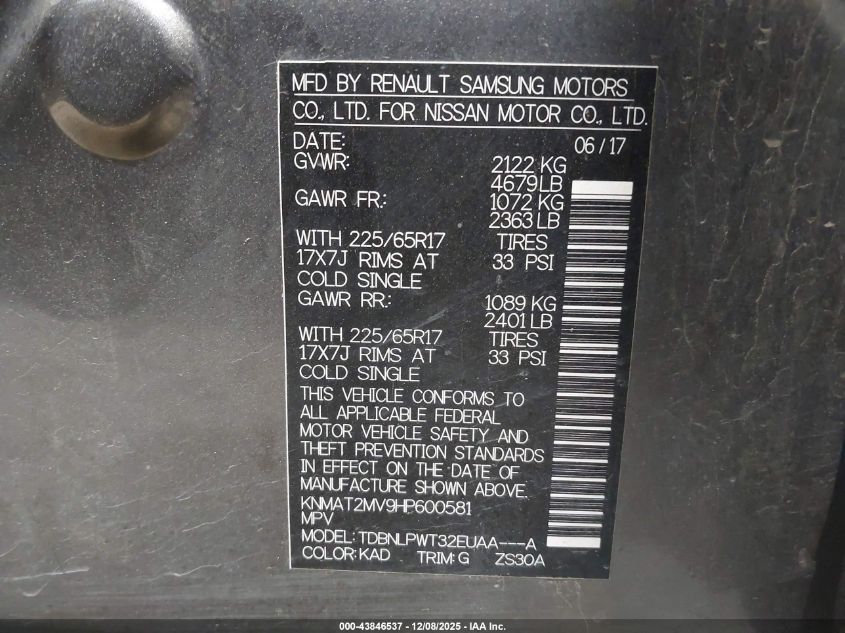 MFD BY RENAULT SAMSUNG MOTORS
CO., LTD. FOR NISSAN MOTOR CO., LTD.
DATE: 06/17
GVWR: 2122 KG
4679 LB
GAWR FR.: 1072 KG
2363 LB
WITH 225/65R17 TIRES
17X7J RIMS AT 33 PSI
COLD SINGLE
GAWR RR.: 1089 KG
2401 LB
WITH 225/65R17 TIRES
17X7J RIMS AT 33 PSI
COLD SINGLE
THIS VEHICLE CONFORMS TO
ALL APPLICABLE FEDERAL
MOTOR VEHICLE SAFETY AND
THEFT PREVENTION STANDARDS
IN EFFECT ON THE DATE OF
MANUFACTURE SHOWN ABOVE.
KNMAT2MV9HP600581
MPV
MODEL: TDBNLPWT32EUAA---A
COLOR: KAD TRIM: G ZS30A
000-43846537 - 12/08/2025 - IAA Inc.